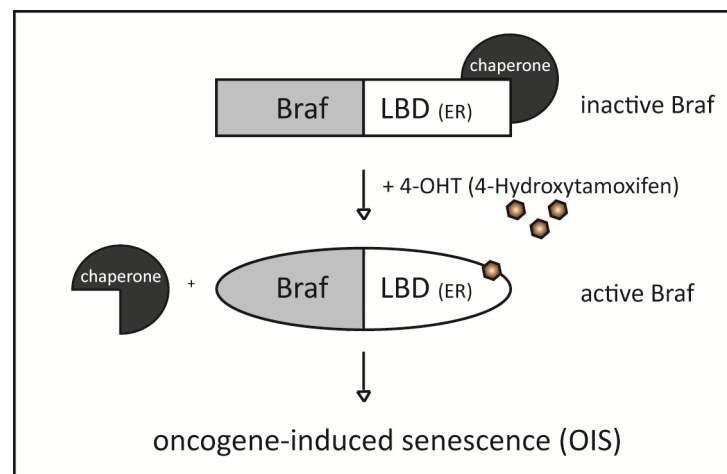 chaperone
Braf LBD (ER) inactive Braf
+ 4-OHT (4-Hydroxytamoxifen)
chaperone + Braf LBD (ER) active Braf
oncogene-induced senescence (OIS)